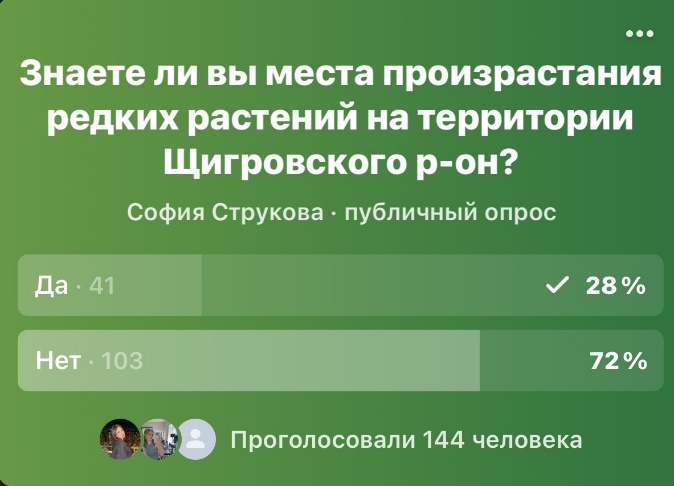 Знаете ли вы места произрастания
редких растений на территории
Щигровского р-он?
София Струкова · публичный опрос
Да · 41 28%
Нет · 103 72%
Проголосовали 144 человека